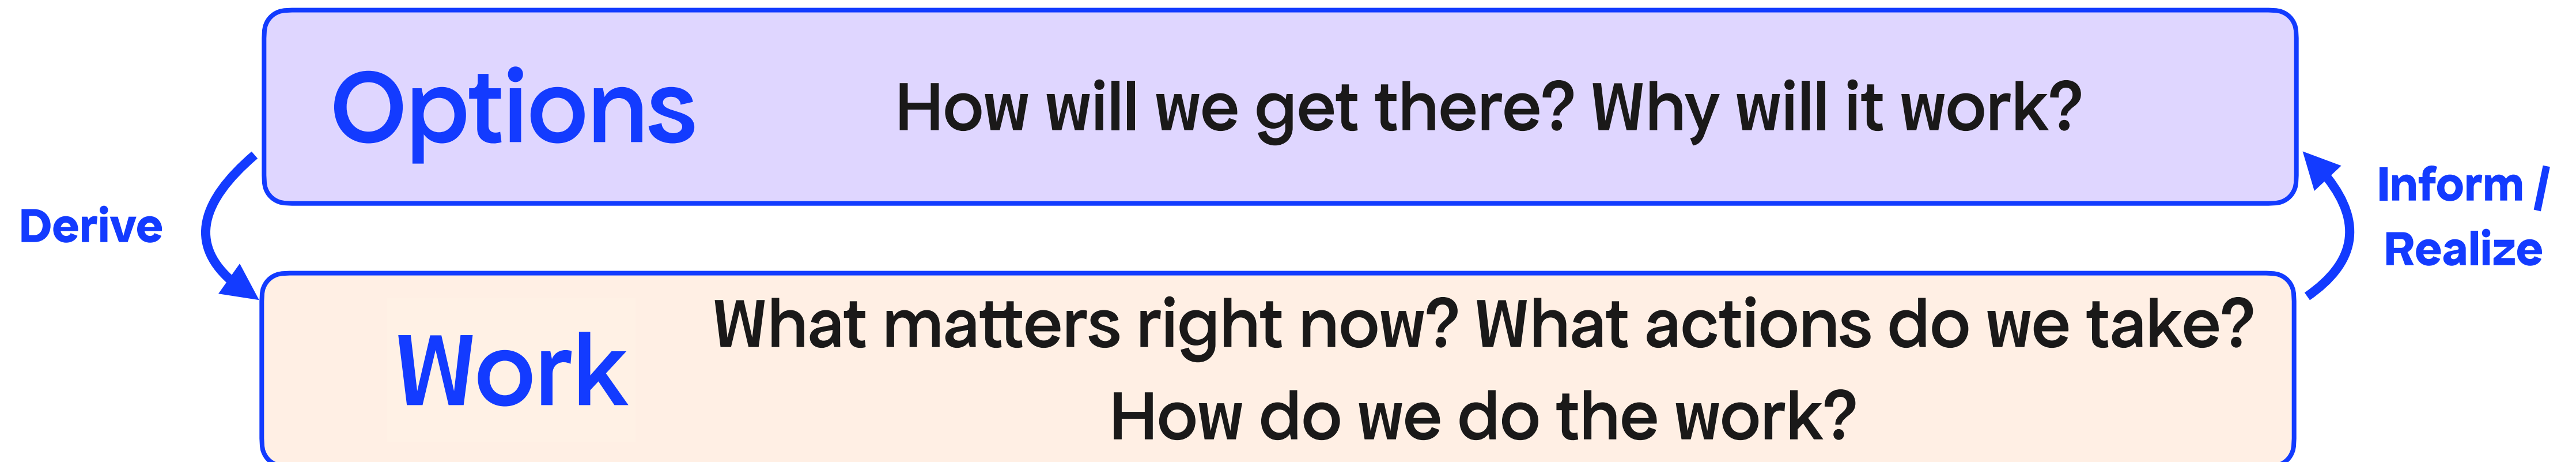 Options
How will we get there? Why will it work?
Derive
Inform /
Realize
Work
What matters right now? What actions do we take?
How do we do the work?